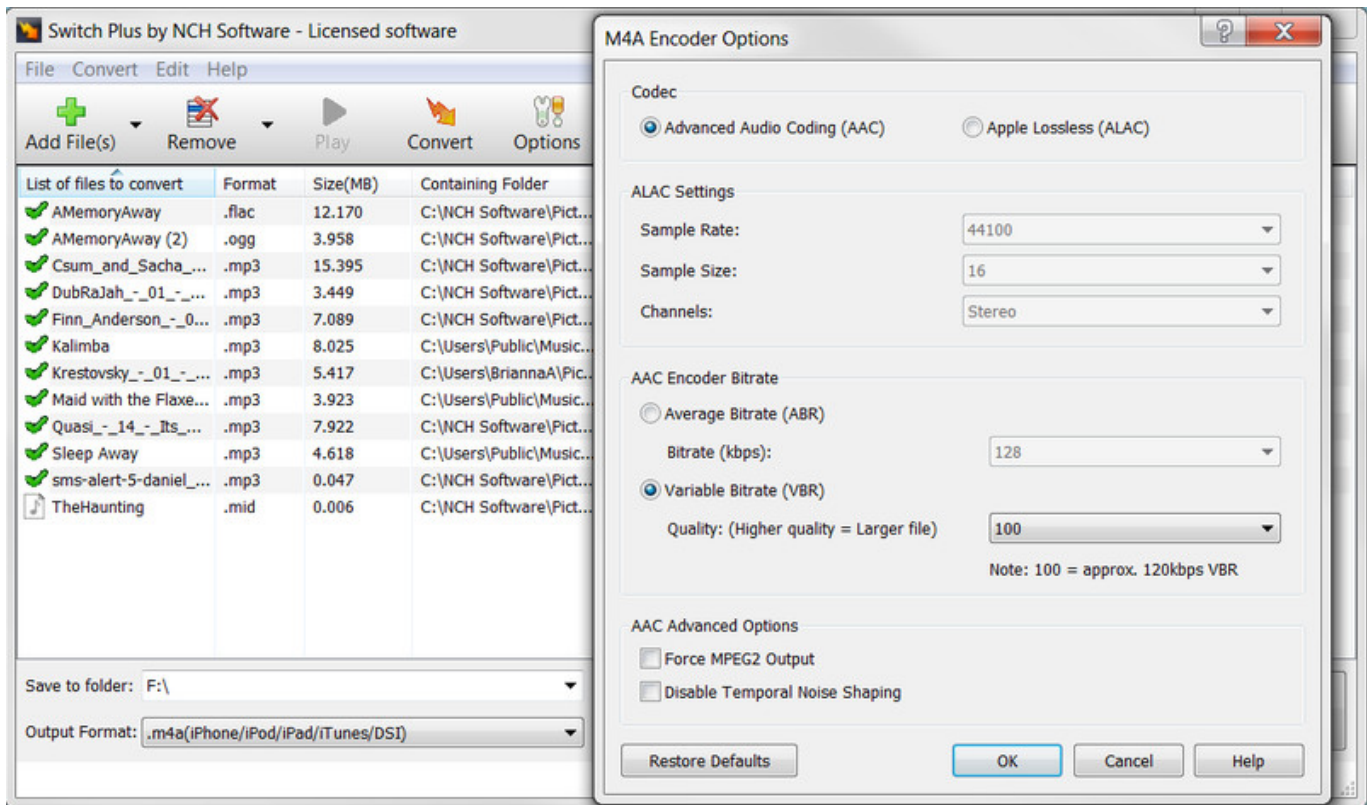 Switch Plus by NCH Software - Licensed software
File Convert Edit Help
Add File(s) Remove Play Convert Options
List of files to convert Format Size(MB) Containing Folder
AMemoryAway .flac 12.170 C:\NCH Software\Pict...
AMemoryAway (2) .ogg 3.958 C:\NCH Software\Pict...
Csum_and_Sacha_... .mp3 15.395 C:\NCH Software\Pict...
DubRaJah_-_01_-_... .mp3 3.449 C:\NCH Software\Pict...
Finn_Anderson_-_0... .mp3 7.089 C:\NCH Software\Pict...
Kalimba .mp3 8.025 C:\Users\Public\Music...
Krestovsky_-_01_-_... .mp3 5.417 C:\Users\BriannaA\Pic...
Maid with the Flaxe... .mp3 3.923 C:\Users\Public\Music...
Quasi_-_14_-_Its_... .mp3 7.922 C:\NCH Software\Pict...
Sleep Away .mp3 4.618 C:\Users\Public\Music...
sms-alert-5-daniel_... .mp3 0.047 C:\NCH Software\Pict...
TheHaunting .mid 0.006 C:\NCH Software\Pict...
Save to folder: F:\
Output Format: .m4a(iPhone/iPod/iPad/iTunes/DSI)
M4A Encoder Options
Codec
Advanced Audio Coding (AAC) Apple Lossless (ALAC)
ALAC Settings
Sample Rate: 44100
Sample Size: 16
Channels: Stereo
AAC Encoder Bitrate
Average Bitrate (ABR)
Bitrate (kbps): 128
Variable Bitrate (VBR)
Quality: (Higher quality = Larger file) 100
Note: 100 = approx. 120kbps VBR
AAC Advanced Options
Force MPEG2 Output
Disable Temporal Noise Shaping
Restore Defaults OK Cancel Help